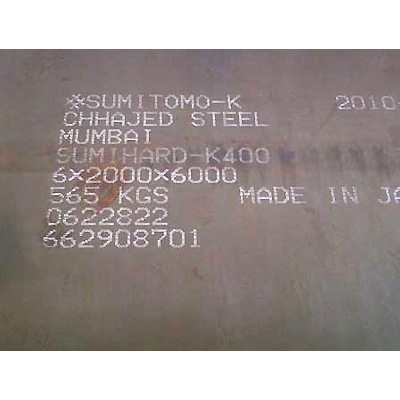 ※SUMITOMO-K 2010-
CHHAJED STEEL
MUMBAI
SUMIHARD-K400
6×2000×6000
565 KGS MADE IN JA
0622822
662908701